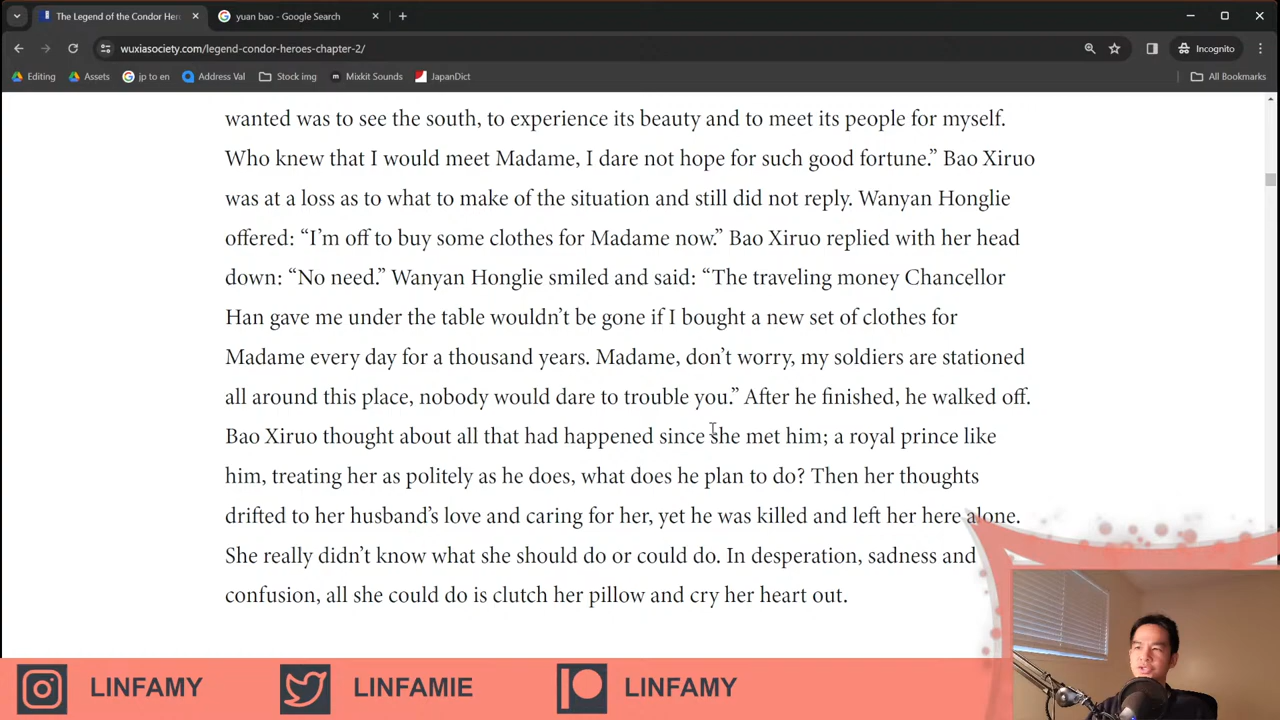 The Legend of the Condor Her
yuan bao - Google Search
wuxiasociety.com/legend-condor-heroes-chapter-2/
Incognito
Editing
Assets
jp to en
Address Val
Stock img
Mixkit Sounds
JapanDict
All Bookmarks
wanted was to see the south, to experience its beauty and to meet its people for myself.
Who knew that I would meet Madame, I dare not hope for such good fortune.” Bao Xiruo
was at a loss as to what to make of the situation and still did not reply. Wanyan Honglie
offered: “I’m off to buy some clothes for Madame now.” Bao Xiruo replied with her head
down: “No need.” Wanyan Honglie smiled and said: “The traveling money Chancellor
Han gave me under the table wouldn’t be gone if I bought a new set of clothes for
Madame every day for a thousand years. Madame, don’t worry, my soldiers are stationed
all around this place, nobody would dare to trouble you.” After he finished, he walked off.
Bao Xiruo thought about all that had happened since she met him; a royal prince like
him, treating her as politely as he does, what does he plan to do? Then her thoughts
drifted to her husband’s love and caring for her, yet he was killed and left her here alone.
She really didn’t know what she should do or could do. In desperation, sadness and
confusion, all she could do is clutch her pillow and cry her heart out.
LINFAMY
LINFAMIE
LINFAMY